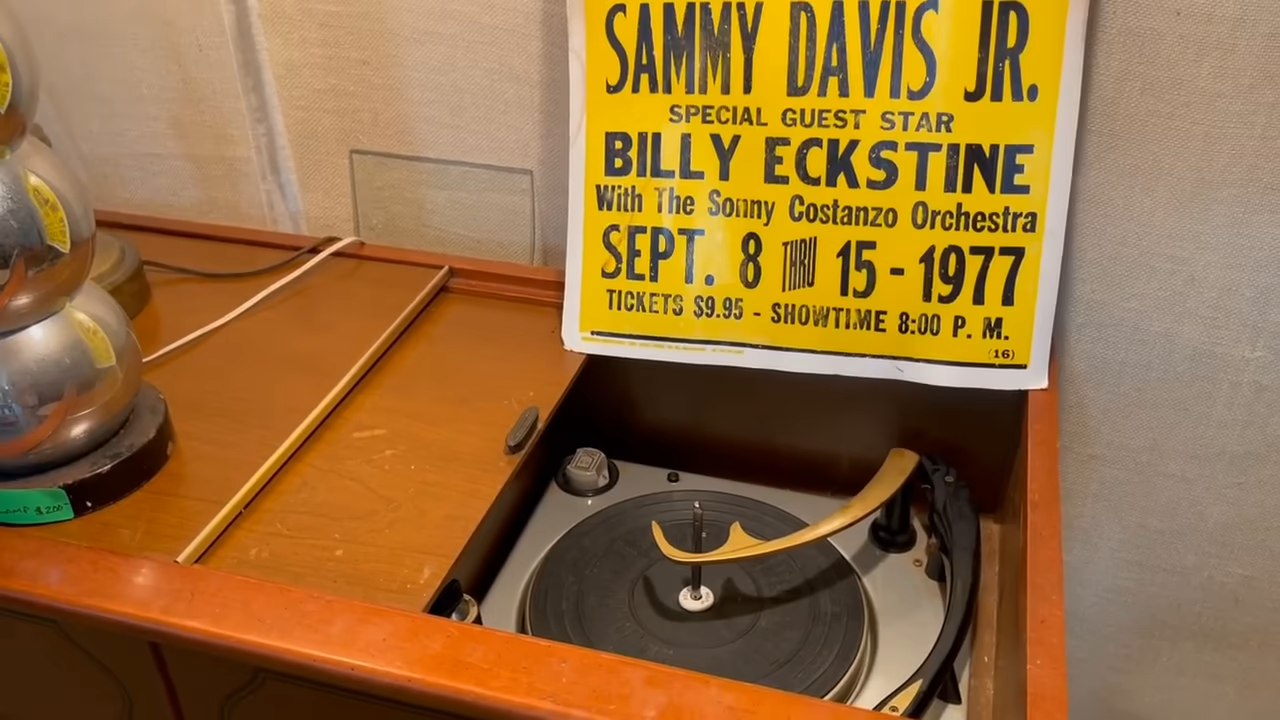 SAMMY DAVIS JR.
SPECIAL GUEST STAR
BILLY ECKSTINE
With The Sonny Costanzo Orchestra
SEPT. 8 THRU 15-1977
TICKETS $9.95 - SHOWTIME 8:00 P. M.
(16)
$200